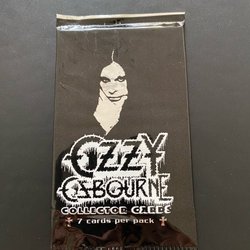 OZZY
OSBOURNE
COLLECTOR CARDS
7 cards per pack